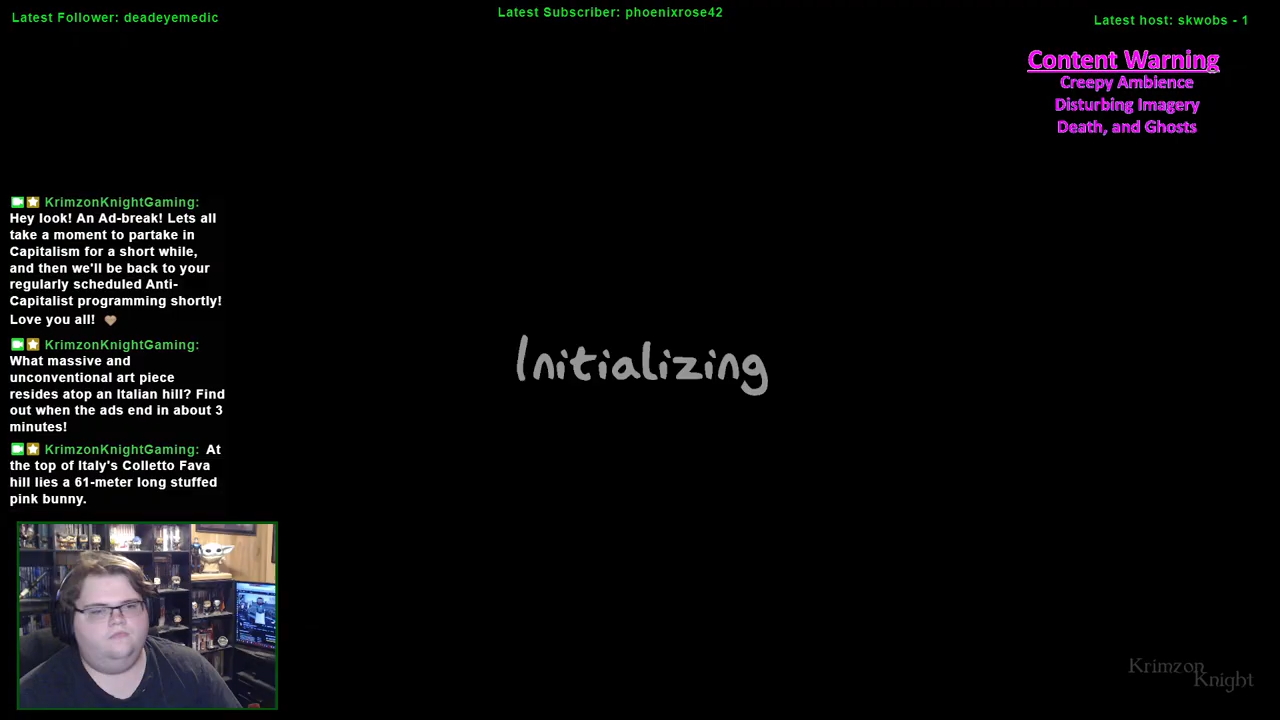 Latest Follower: deadeyemedic
Latest Subscriber: phoenixrose42
Latest host: skwobs - 1
Content Warning
Creepy Ambience
Disturbing Imagery
Death, and Ghosts
KrimzonKnightGaming:
Hey look! An Ad-break! Lets all
take a moment to partake in
Capitalism for a short while,
and then we'll be back to your
regularly scheduled Anti-
Capitalist programming shortly!
Love you all!
KrimzonKnightGaming:
What massive and
unconventional art piece
resides atop an Italian hill? Find
out when the ads end in about 3
minutes!
KrimzonKnightGaming: At
the top of Italy's Colletto Fava
hill lies a 61-meter long stuffed
pink bunny.
Initializing
Krimzon
Knight